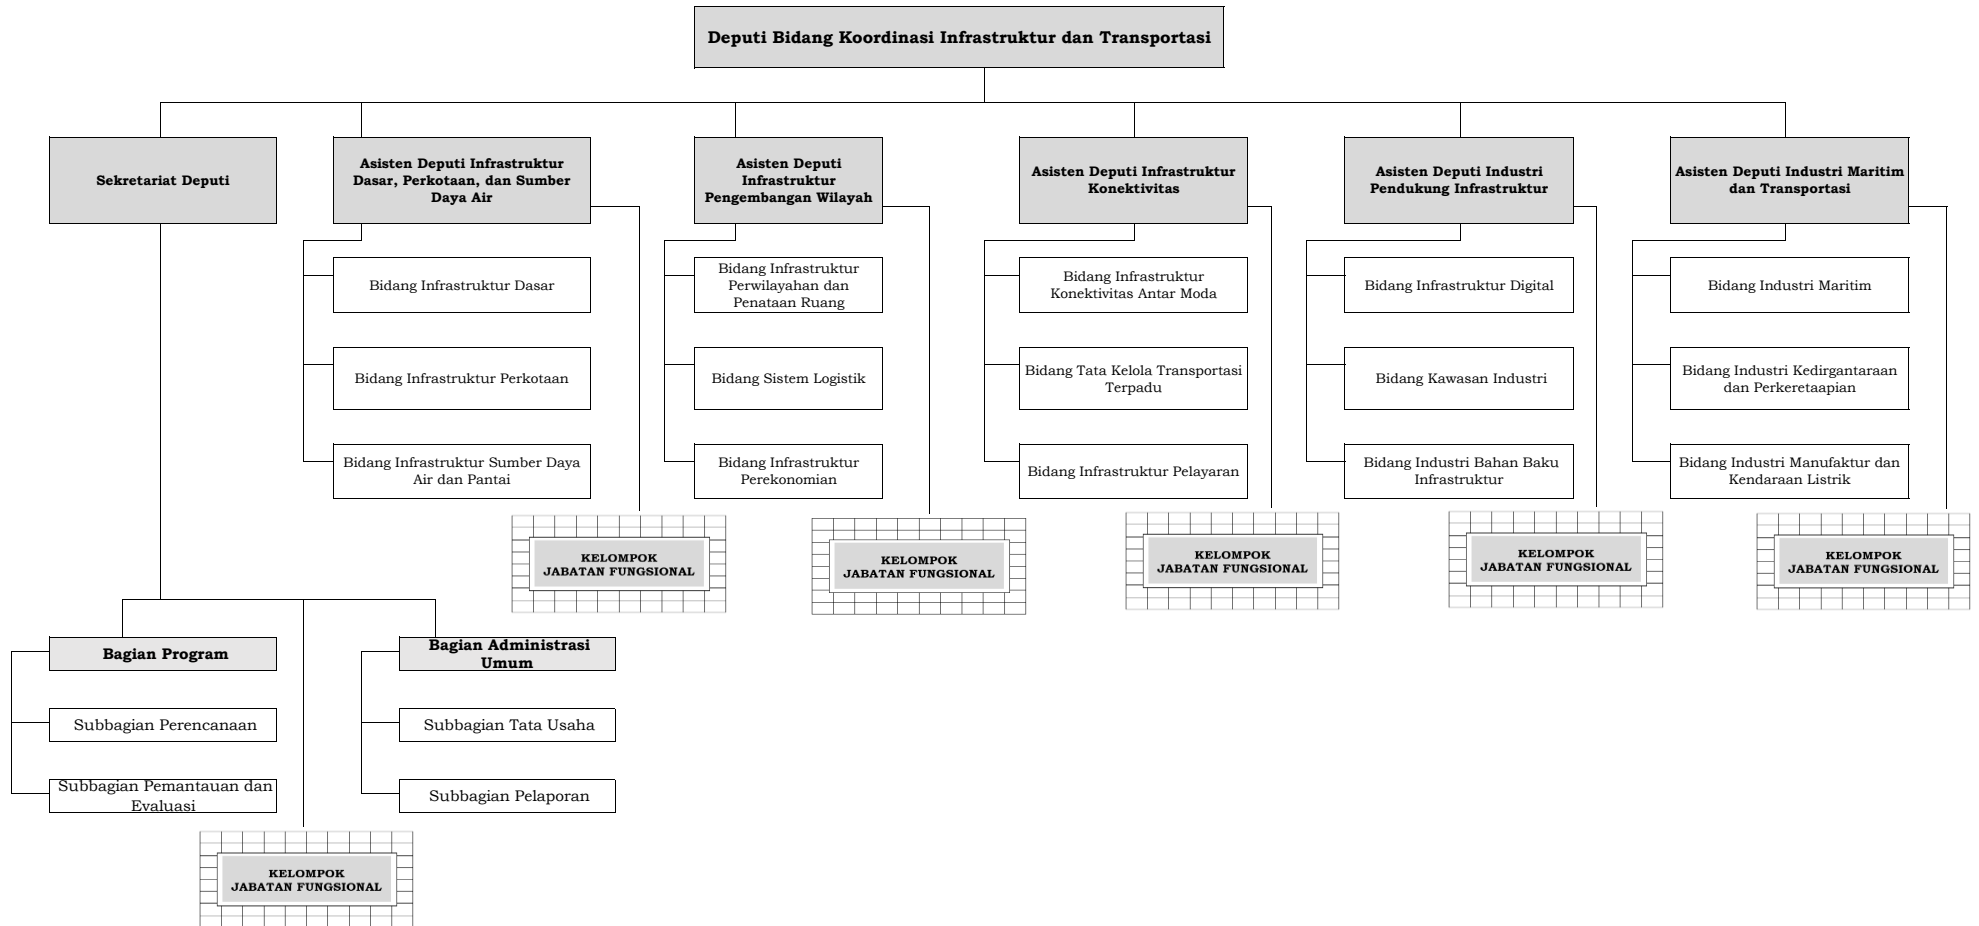 Deputi Bidang Koordinasi Infrastruktur dan Transportasi
Sekretariat Deputi
Asisten Deputi Infrastruktur
Dasar, Perkotaan, dan Sumber
Daya Air
Asisten Deputi
Infrastruktur
Pengembangan Wilayah
Asisten Deputi Infrastruktur
Konektivitas
Asisten Deputi Industri
Pendukung Infrastruktur
Asisten Deputi Industri Maritim
dan Transportasi
Bidang Infrastruktur Dasar
Bidang Infrastruktur
Perwilayahan dan
Penataan Ruang
Bidang Infrastruktur
Konektivitas Antar Moda
Bidang Infrastruktur Digital
Bidang Industri Maritim
Bidang Infrastruktur Perkotaan
Bidang Sistem Logistik
Bidang Tata Kelola Transportasi
Terpadu
Bidang Kawasan Industri
Bidang Industri Kedirgantaraan
dan Perkeretaapian
Bidang Infrastruktur Sumber Daya
Air dan Pantai
Bidang Infrastruktur
Perekonomian
Bidang Infrastruktur Pelayaran
Bidang Industri Bahan Baku
Infrastruktur
Bidang Industri Manufaktur dan
Kendaraan Listrik
KELOMPOK
JABATAN FUNGSIONAL
KELOMPOK
JABATAN FUNGSIONAL
KELOMPOK
JABATAN FUNGSIONAL
KELOMPOK
JABATAN FUNGSIONAL
KELOMPOK
JABATAN FUNGSIONAL
Bagian Program
Bagian Administrasi
Umum
Subbagian Perencanaan
Subbagian Tata Usaha
Subbagian Pemantauan dan
Evaluasi
Subbagian Pelaporan
KELOMPOK
JABATAN FUNGSIONAL